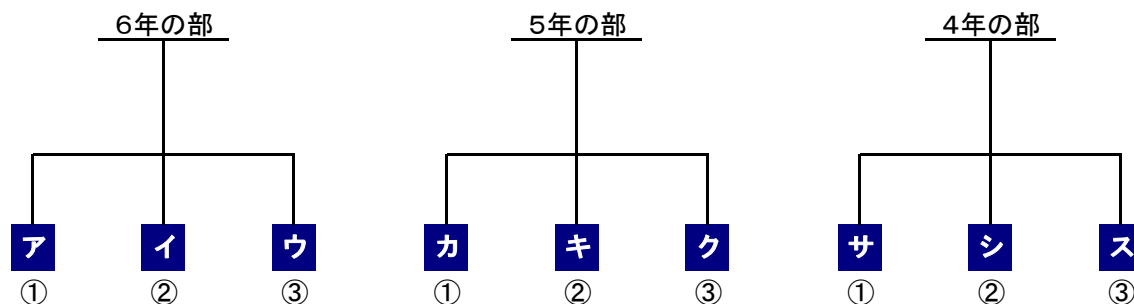 ６年の部 ５年の部 ４年の部
ア イ ウ カ キ ク サ シ ス
① ② ③ ① ② ③ ① ② ③